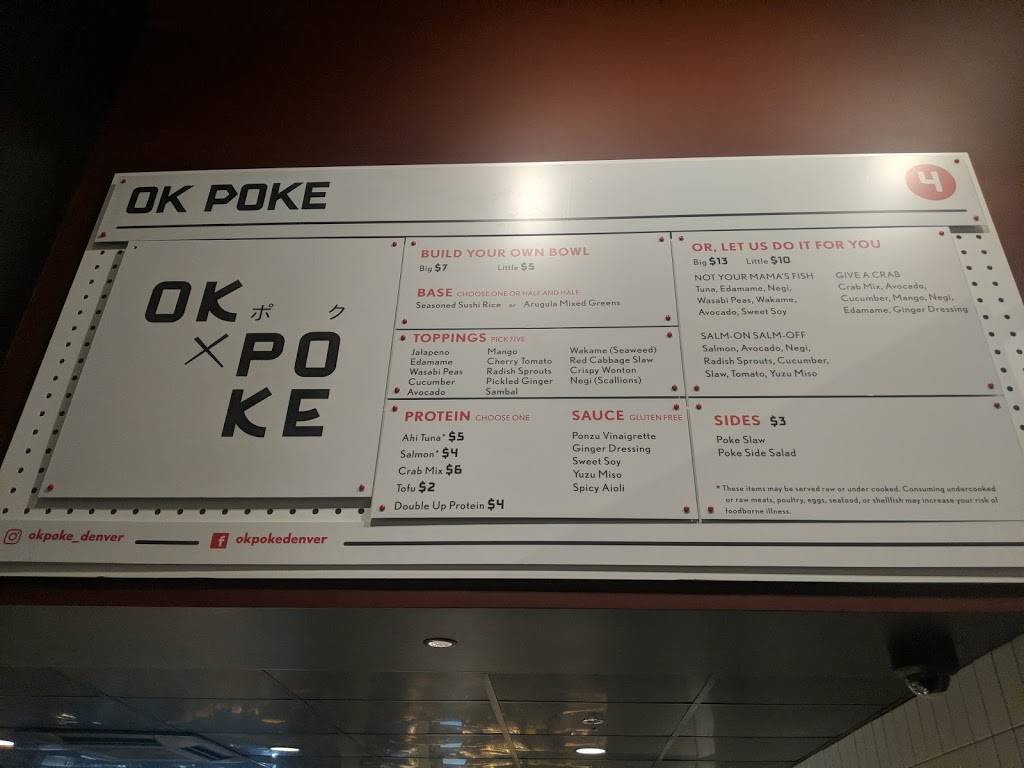 OK POKE
4
OK ポ ク
×PO
KE
BUILD YOUR OWN BOWL
Big $7 Little $5
BASE CHOOSE ONE OR HALF AND HALF
Seasoned Sushi Rice or Arugula Mixed Greens
TOPPINGS PICK FIVE
Jalapeno
Edamame
Wasabi Peas
Cucumber
Avocado
Mango
Cherry Tomato
Radish Sprouts
Pickled Ginger
Sambal
Wakame (Seaweed)
Red Cabbage Slaw
Crispy Wonton
Negi (Scallions)
PROTEIN CHOOSE ONE
Ahi Tuna* $5
Salmon* $4
Crab Mix $6
Tofu $2
Double Up Protein $4
SAUCE GLUTEN FREE
Ponzu Vinaigrette
Ginger Dressing
Sweet Soy
Yuzu Miso
Spicy Aioli
OR, LET US DO IT FOR YOU
Big $13 Little $10
NOT YOUR MAMA'S FISH
Tuna, Edamame, Negi,
Wasabi Peas, Wakame,
Avocado, Sweet Soy
GIVE A CRAB
Crab Mix, Avocado,
Cucumber, Mango, Negi,
Edamame, Ginger Dressing
SALM-ON SALM-OFF
Salmon, Avocado, Negi,
Radish Sprouts, Cucumber,
Slaw, Tomato, Yuzu Miso
SIDES $3
Poke Slaw
Poke Side Salad
* These items may be served raw or under cooked. Consuming undercooked
or raw meats, poultry, eggs, seafood, or shellfish may increase your risk of
foodborne illness.
okpoke_denver
f okpokedenver